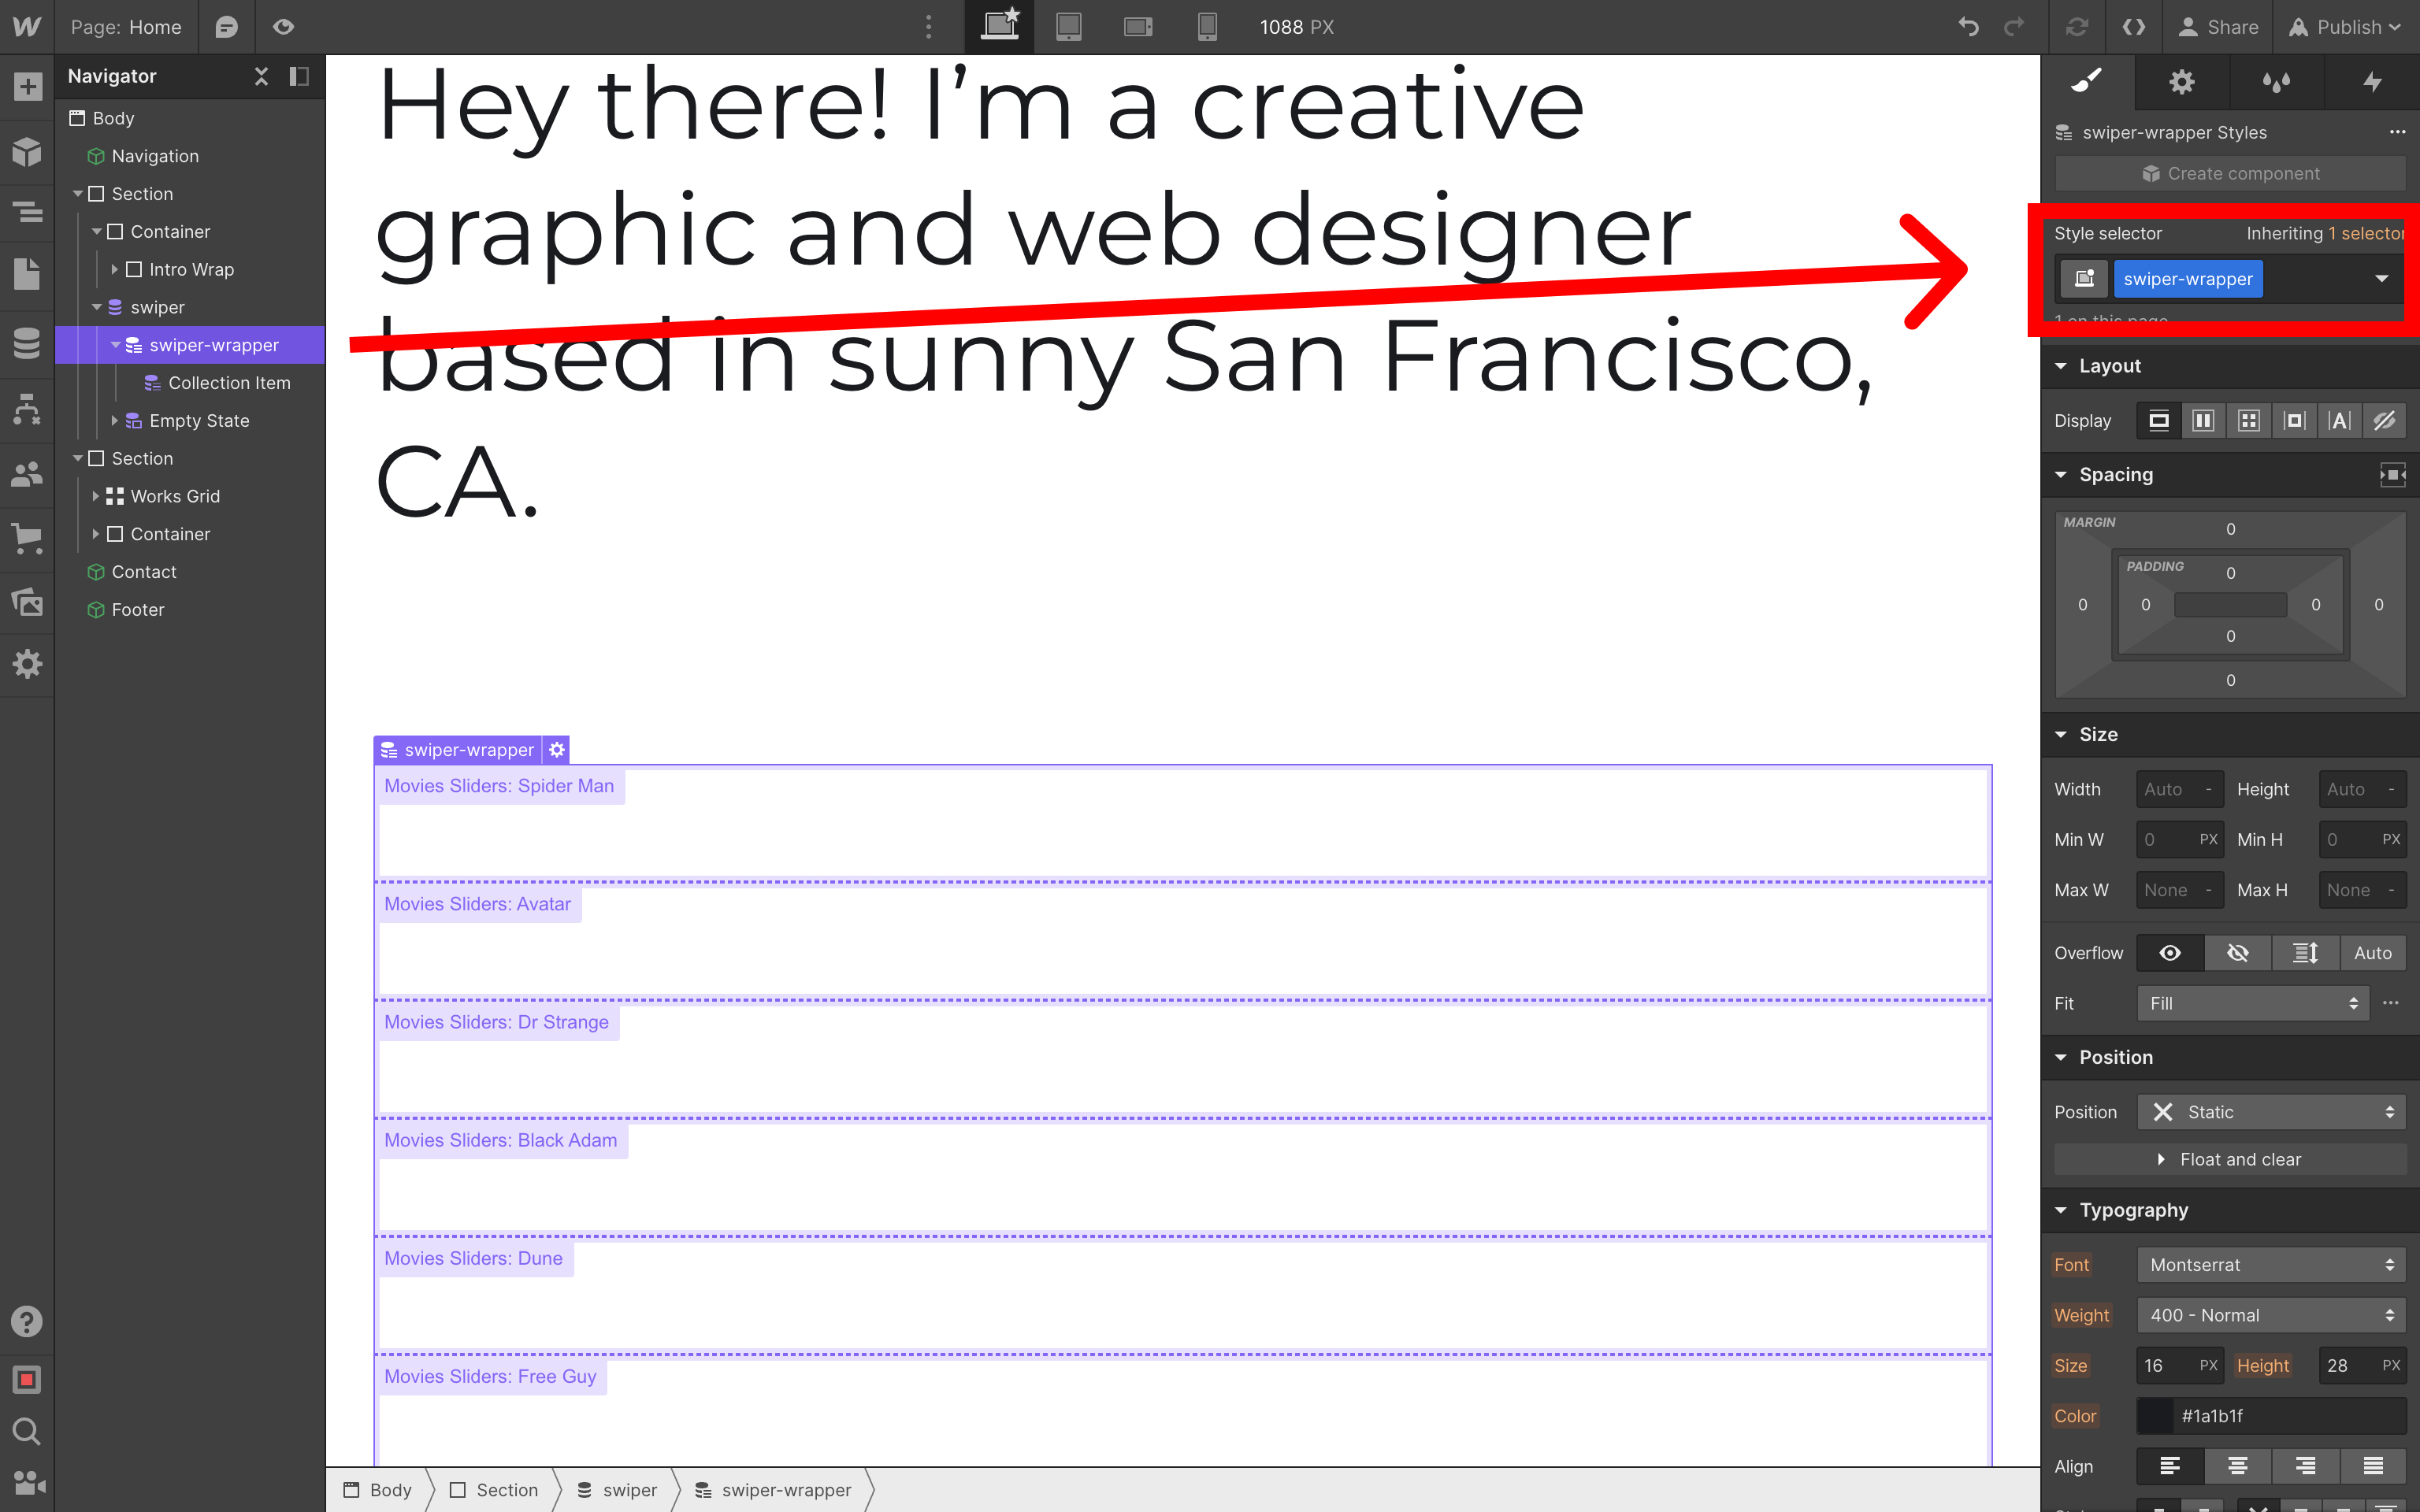 Page: Home
1088 PX
Share
Publish
Navigator
Body
Navigation
Section
Container
Intro Wrap
swiper
swiper-wrapper
Collection Item
Empty State
Section
Works Grid
Container
Contact
Footer
Hey there! I’m a creative
graphic and web designer
based in sunny San Francisco,
CA.
swiper-wrapper
Movies Sliders: Spider Man
Movies Sliders: Avatar
Movies Sliders: Dr Strange
Movies Sliders: Black Adam
Movies Sliders: Dune
Movies Sliders: Free Guy
Body
Section
swiper
swiper-wrapper
swiper-wrapper Styles
Create component
Style selector Inheriting 1 selector
swiper-wrapper
1 on this page
Layout
Display
Spacing
MARGIN
0
PADDING
0
0 0 0 0
0
0
Size
Width Auto - Height Auto -
Min W 0 PX Min H 0 PX
Max W None - Max H None -
Overflow Auto
Fit Fill
Position
Position Static
Float and clear
Typography
Font Montserrat
Weight 400 - Normal
Size 16 PX Height 28 PX
Color #1a1b1f
Align